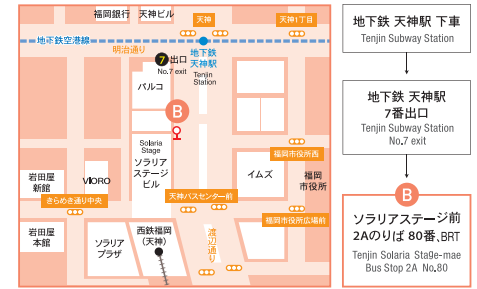 福岡銀行
天神ビル
天神
天神1丁目
地下鉄空港線
明治通り
7
出口
No.7 exit
地下鉄
天神駅
Tenjin
Station
パルコ
B
Solaria
Stage
ソラリア
ステージ
ビル
岩田屋
新館
VIORO
きらめき通り中央
天神バスセンター前
イムズ
福岡市役所西
福岡
市役所
福岡市役所広場前
岩田屋
本館
ソラリア
プラザ
西鉄福岡
(天神)
渡辺通り
地下鉄 天神駅 下車
Tenjin Subway Station
地下鉄 天神駅
7番出口
Tenjin Subway Station
No.7 exit
B
ソラリアステージ前
2Aのりば 80番、BRT
Tenjin Solaria Stage-mae
Bus Stop 2A No.80